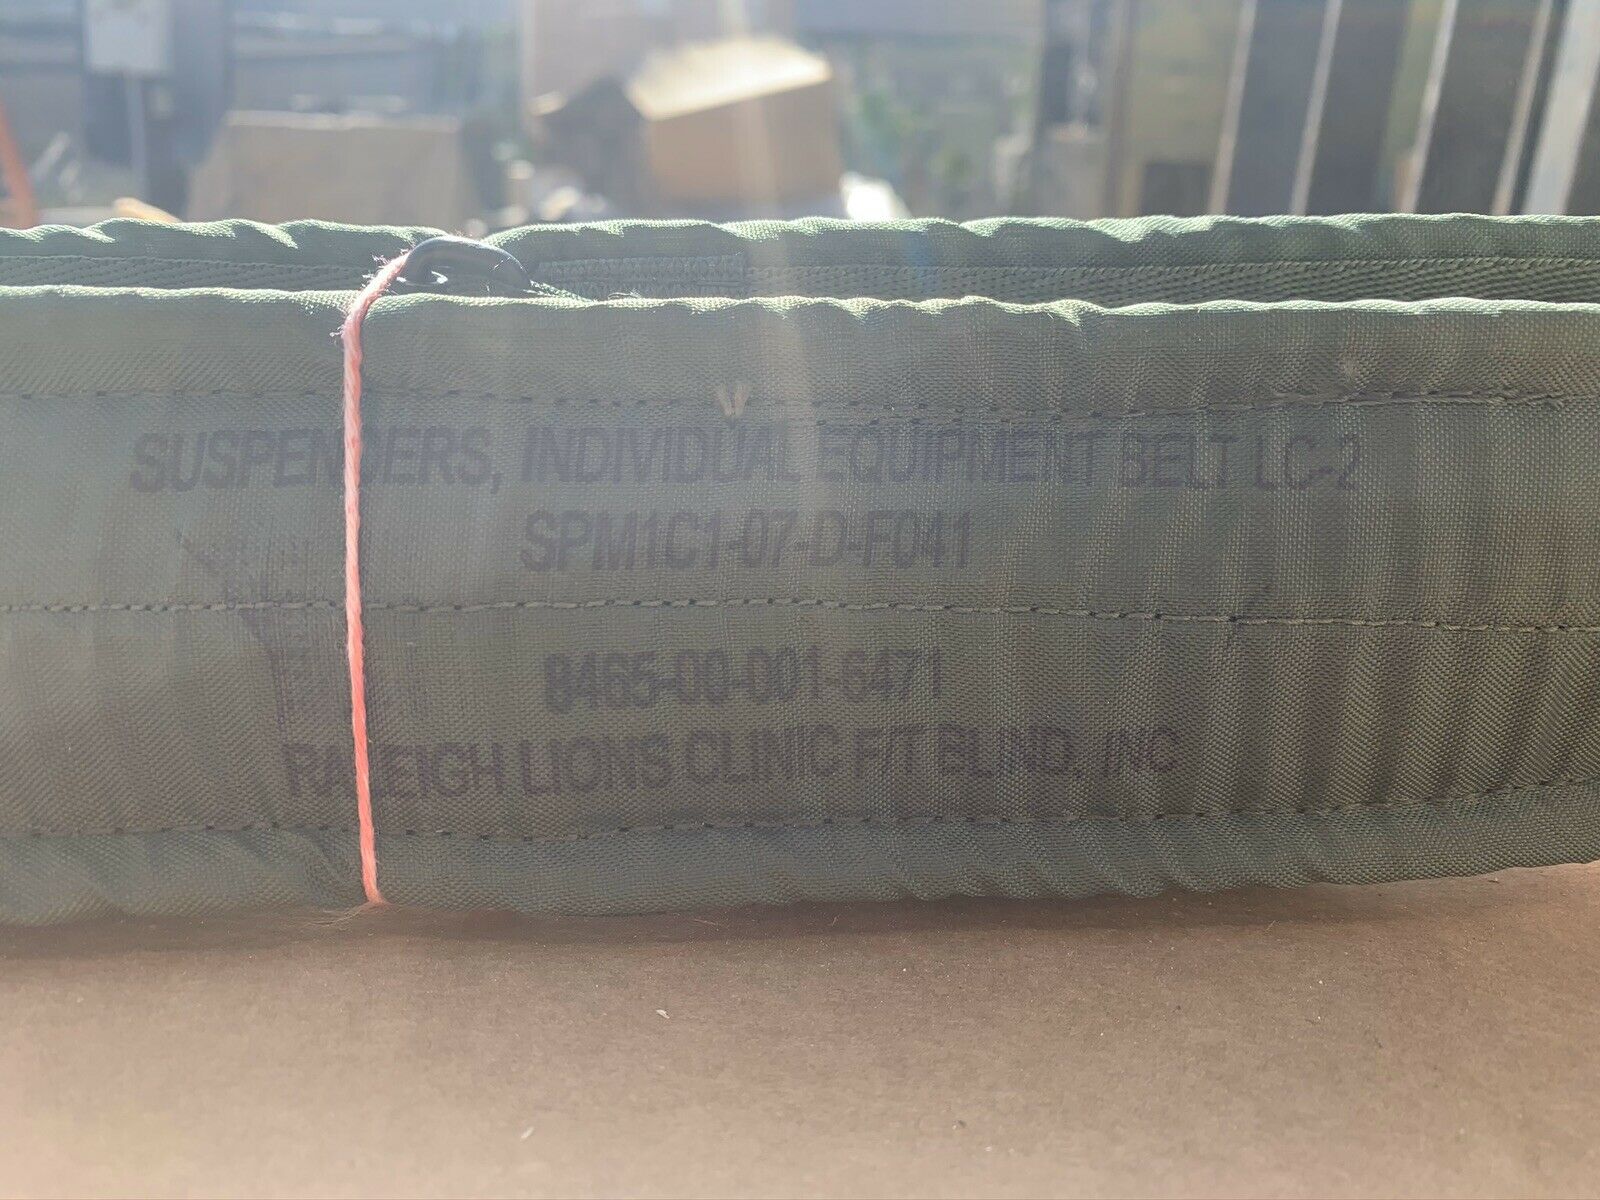 SUSPENDERS, INDIVIDUAL EQUIPMENT BELT LC-2
SPM1C1-07-D-F041
8465-00-001-6471
RALEIGH LIONS CLINIC F/T BLIND, INC